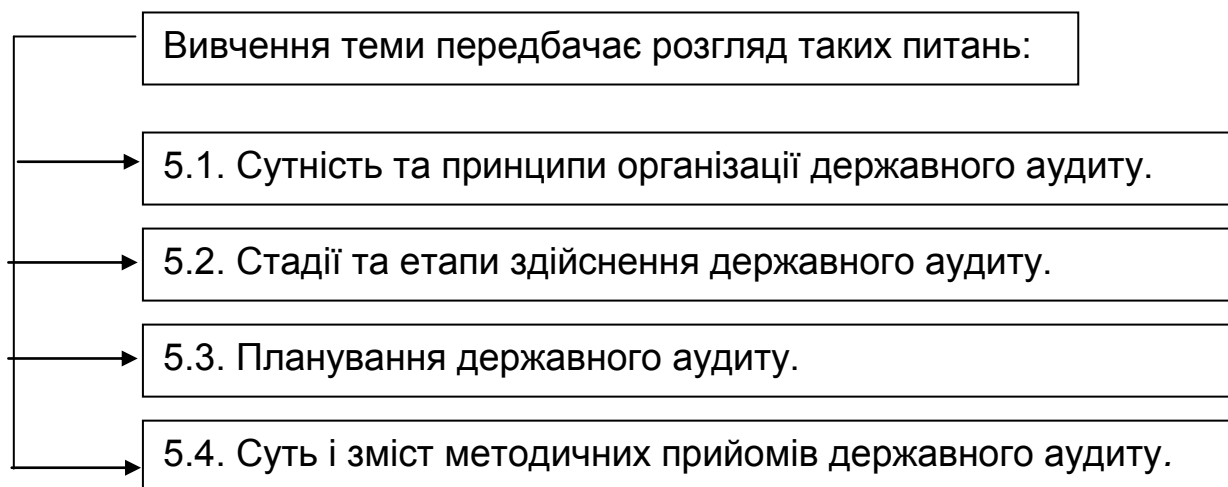 Вивчення теми передбачає розгляд таких питань:
5.1. Сутність та принципи організації державного аудиту.
5.2. Стадії та етапи здійснення державного аудиту.
5.3. Планування державного аудиту.
5.4. Суть і зміст методичних прийомів державного аудиту.